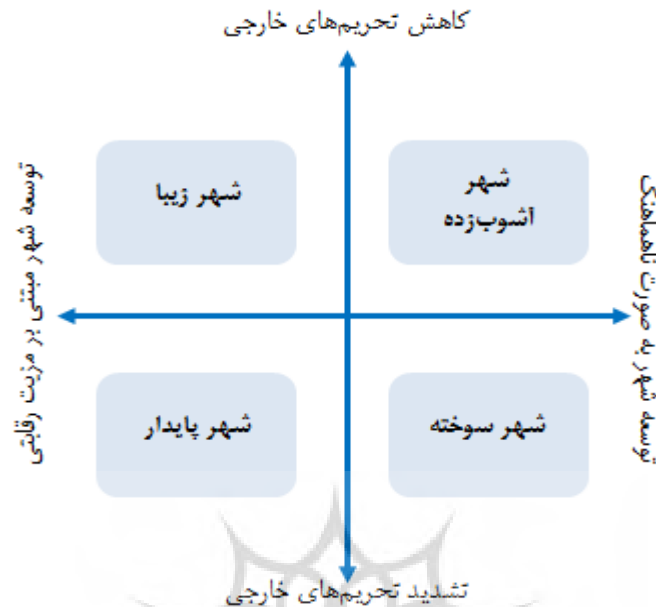 کاهش تحریم‌های خارجی
شهر
آشوب‌زده
شهر زیبا
توسعه شهر به صورت ناهماهنگ
توسعه شهر مبتنی بر مزیت رقابتی
شهر سوخته
شهر پایدار
تشدید تحریم‌های خارجی